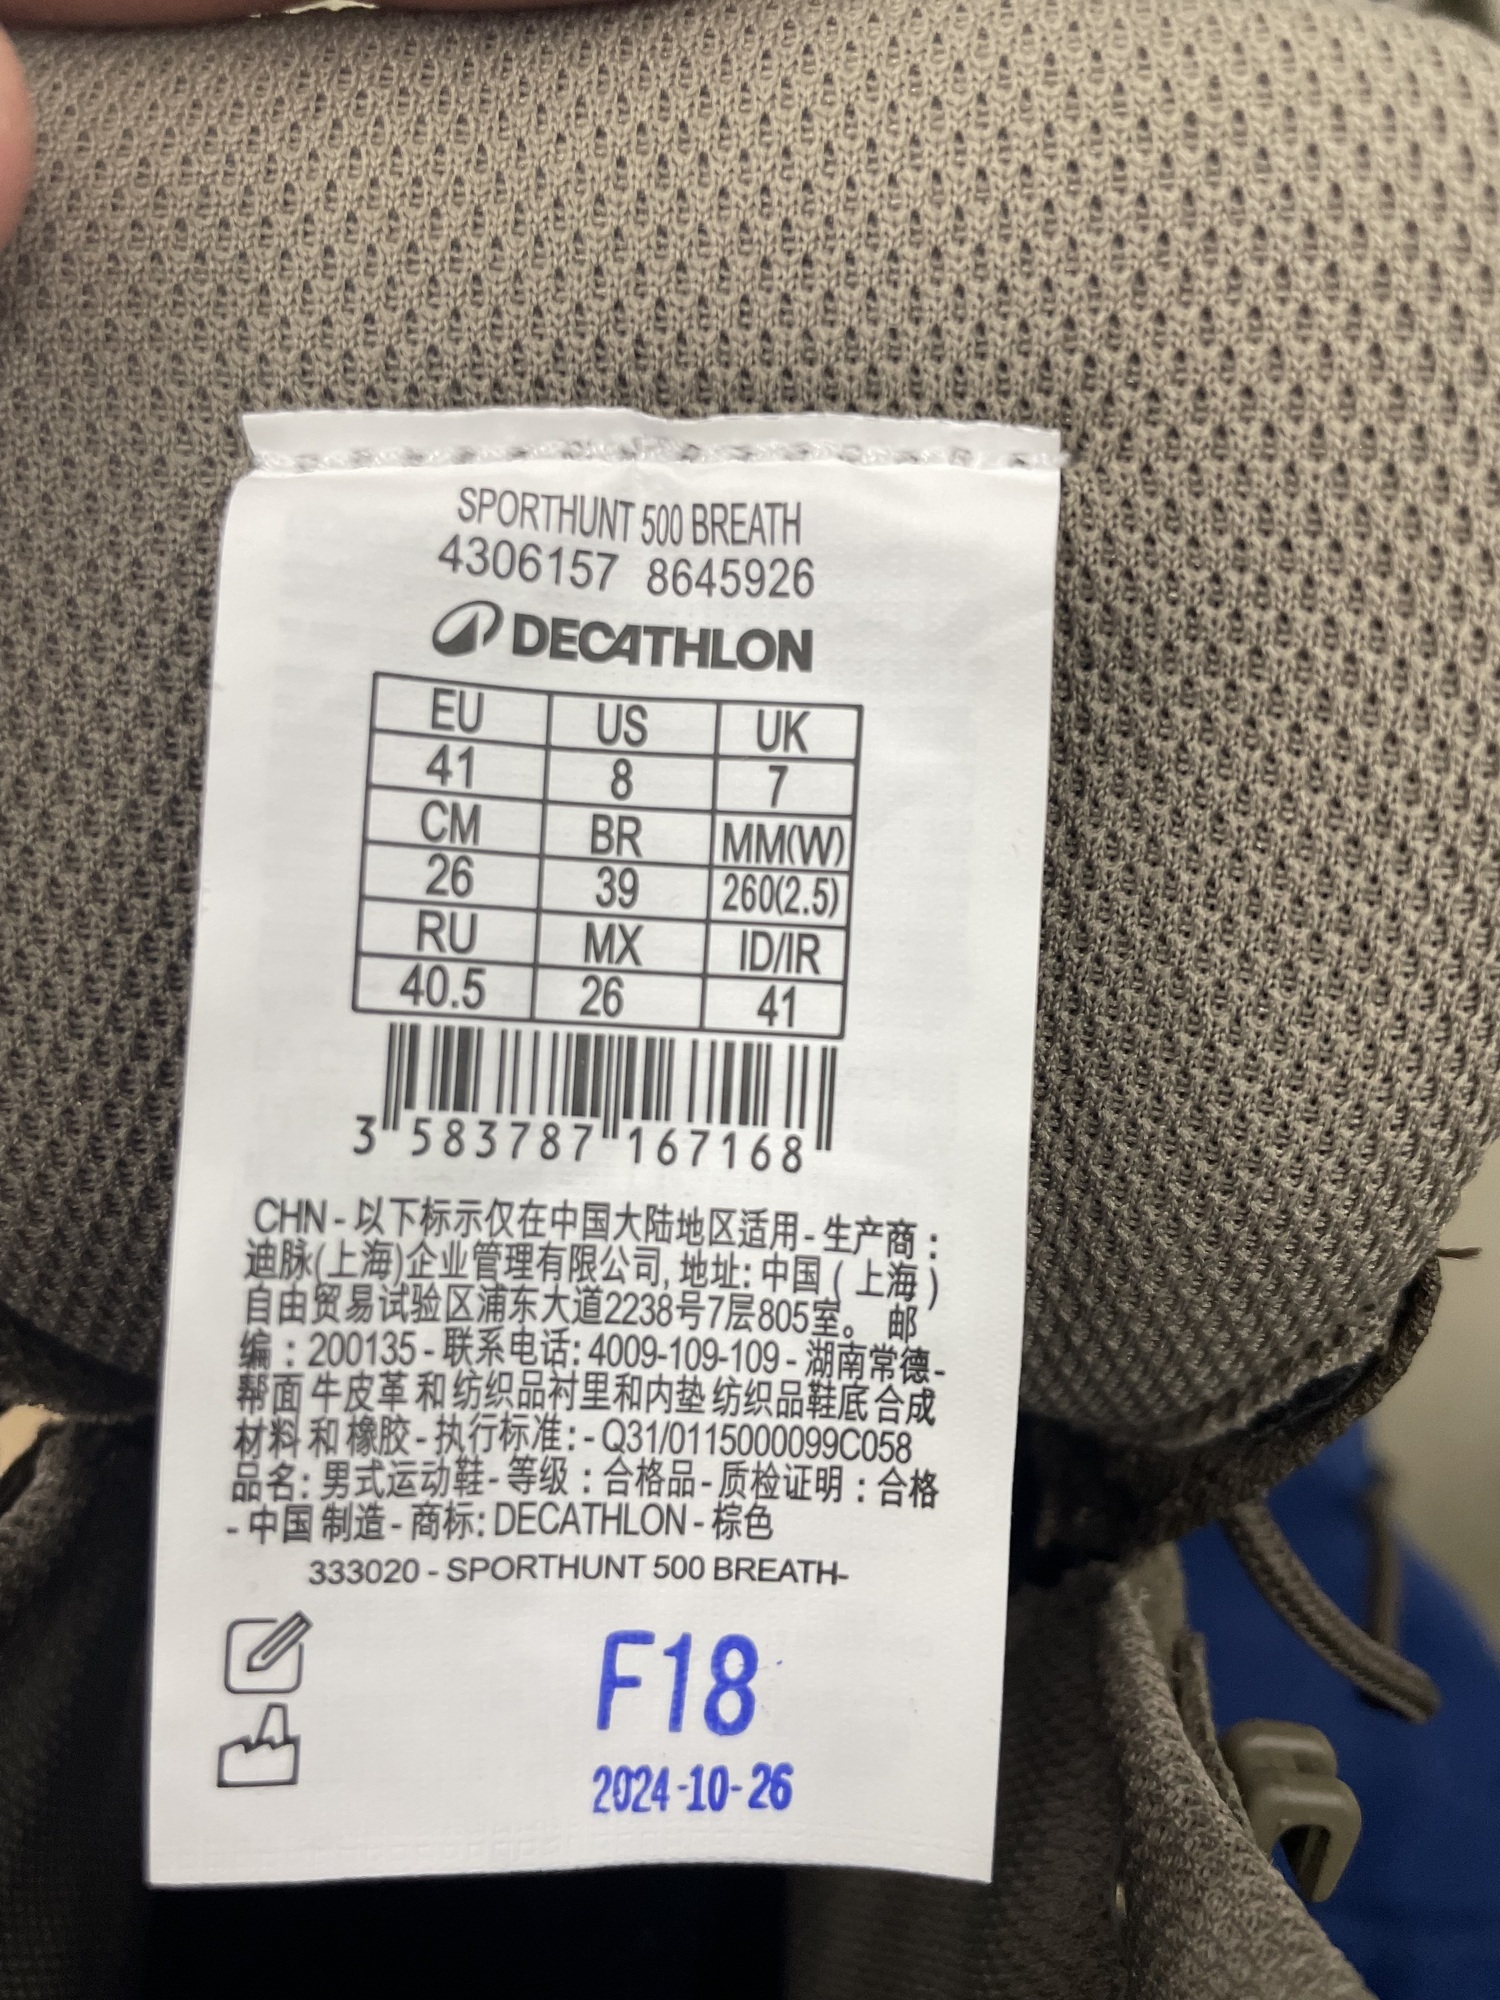 SPORTHUNT 500 BREATH
4306157 8645926
DECATHLON
EU US UK
41 8 7
CM BR MM(W)
26 39 260(2.5)
RU MX ID/IR
40.5 26 41
3 583787 167168
CHN - 以下标示仅在中国大陆地区适用 - 生产商：
迪脉(上海)企业管理有限公司, 地址: 中国（上海）
自由贸易试验区浦东大道2238号7层805室。 邮
编：200135 - 联系电话: 4009-109-109 - 湖南常德-
帮面 牛皮革 和 纺织品衬里和内垫 纺织品鞋底 合成
材料 和 橡胶 - 执行标准: - Q31/0115000099C058
品名: 男式运动鞋 - 等级：合格品 - 质检证明：合格
- 中国 制造 - 商标: DECATHLON - 棕色
333020 - SPORTHUNT 500 BREATH-
F18
2024-10-26